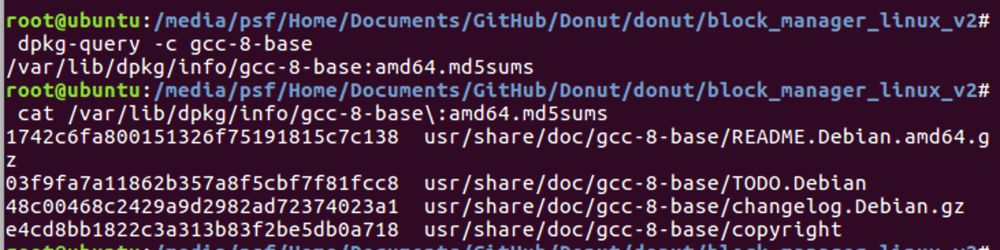 root@ubuntu:/media/psf/Home/Documents/GitHub/Donut/donut/block_manager_linux_v2#
dpkg-query -c gcc-8-base
/var/lib/dpkg/info/gcc-8-base:amd64.md5sums
root@ubuntu:/media/psf/Home/Documents/GitHub/Donut/donut/block_manager_linux_v2#
cat /var/lib/dpkg/info/gcc-8-base\:amd64.md5sums
1742c6fa800151326f75191815c7c138  usr/share/doc/gcc-8-base/README.Debian.amd64.g
z
03f9fa7a11862b357a8f5cbf7f81fcc8  usr/share/doc/gcc-8-base/TODO.Debian
48c00468c2429a9d2982ad72374023a1  usr/share/doc/gcc-8-base/changelog.Debian.gz
e4cd8bb1822c3a313b83f2be5db0a718  usr/share/doc/gcc-8-base/copyright